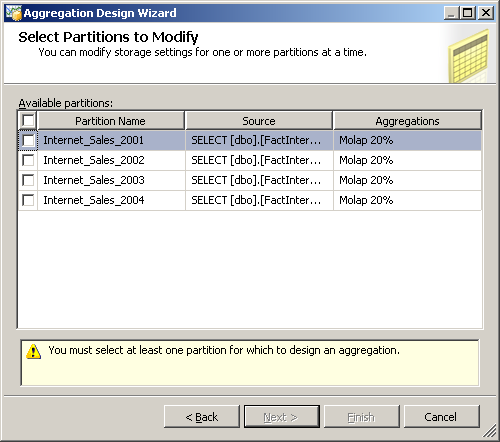 Aggregation Design Wizard
Select Partitions to Modify
You can modify storage settings for one or more partitions at a time.
Available partitions:
Partition Name Source Aggregations
Internet_Sales_2001 SELECT [dbo].[FactInter... Molap 20%
Internet_Sales_2002 SELECT [dbo].[FactInter... Molap 20%
Internet_Sales_2003 SELECT [dbo].[FactInter... Molap 20%
Internet_Sales_2004 SELECT [dbo].[FactInter... Molap 20%
You must select at least one partition for which to design an aggregation.
< Back Next > Finish Cancel